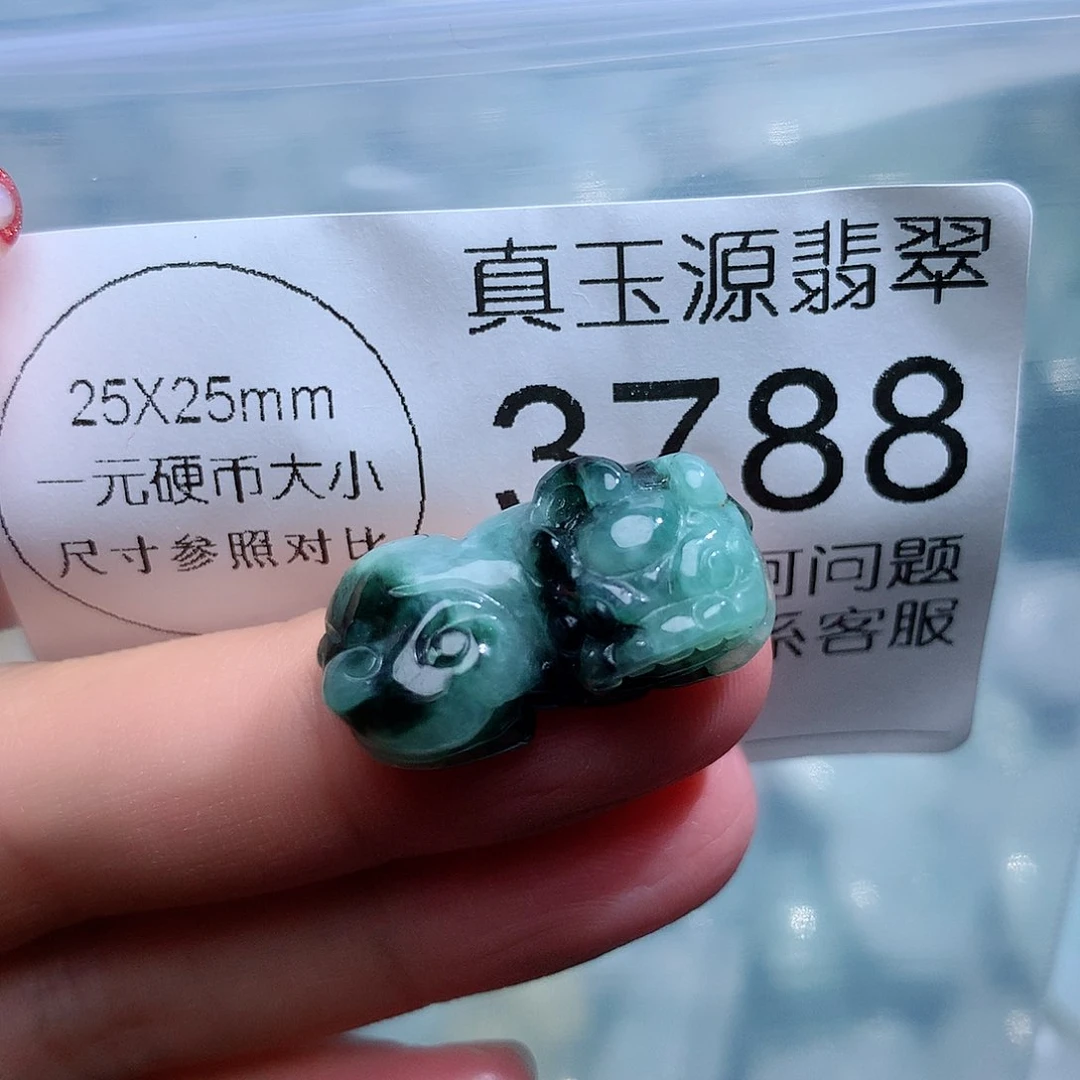 真玉源翡翠
3788
25X25mm
一元硬币大小
尺寸参照对比
问题
客服